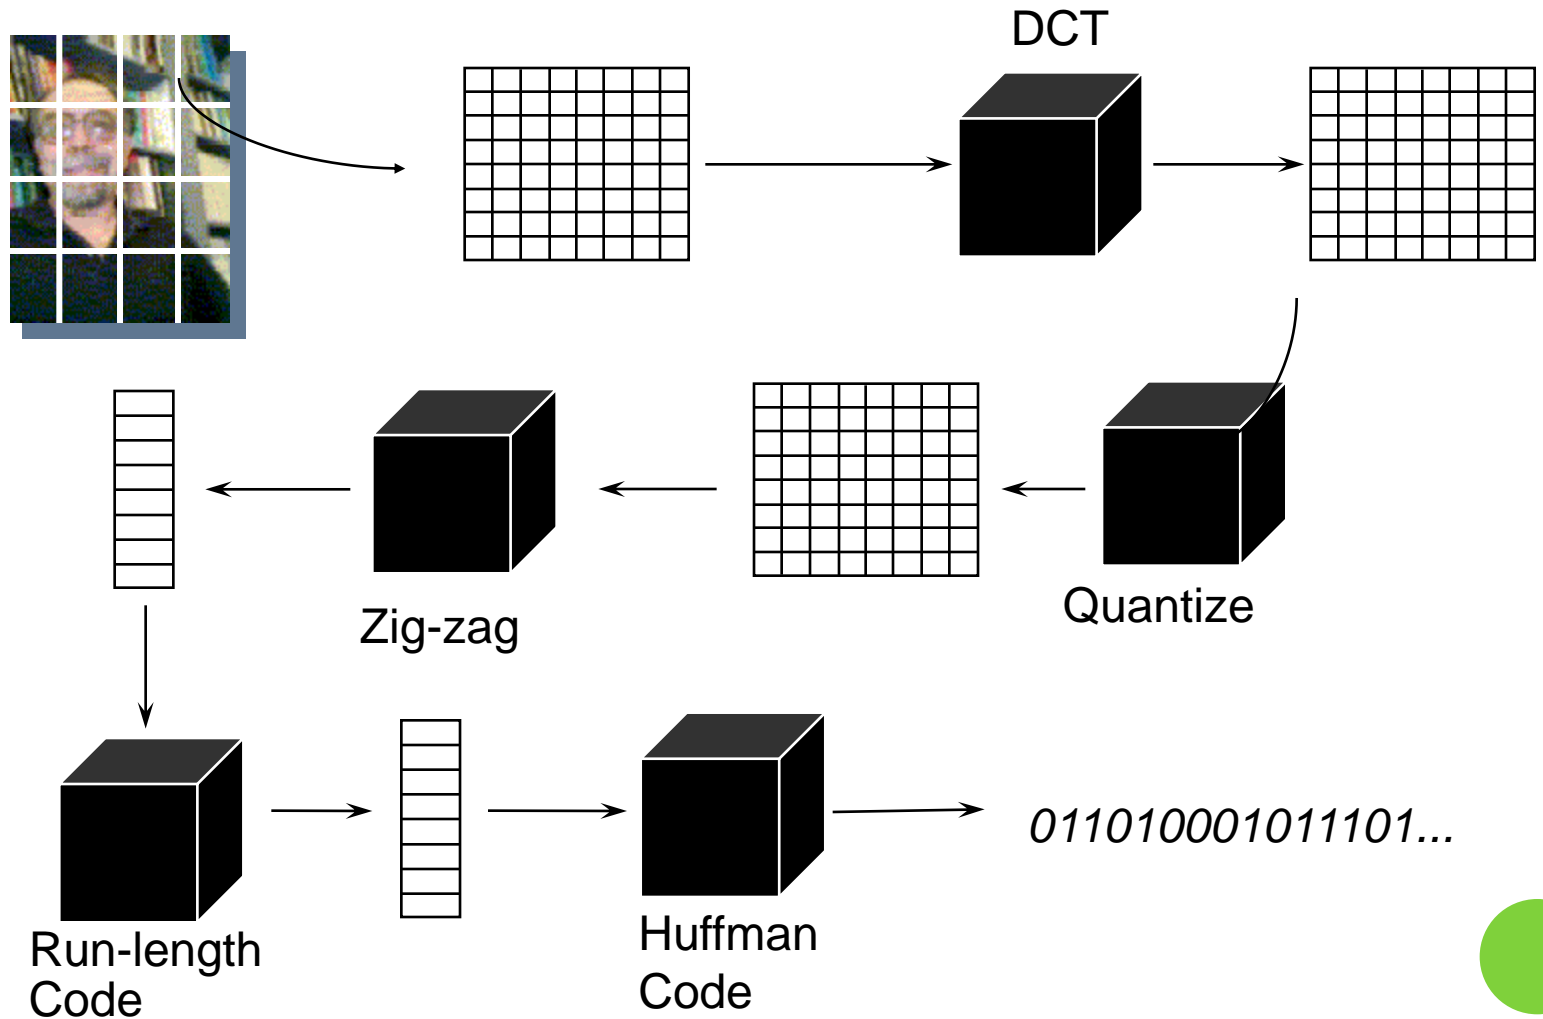 DCT
Quantize
Zig-zag
Run-length
Code
Huffman
Code
011010001011101...